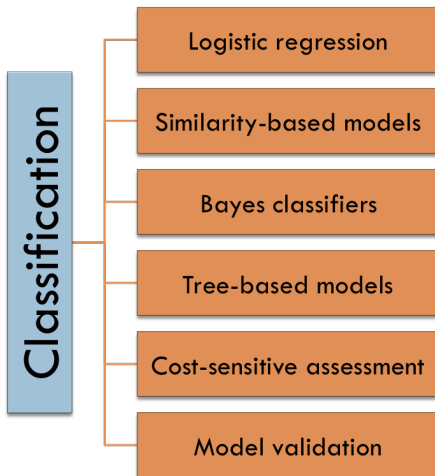 Classification
Logistic regression
Similarity-based models
Bayes classifiers
Tree-based models
Cost-sensitive assessment
Model validation